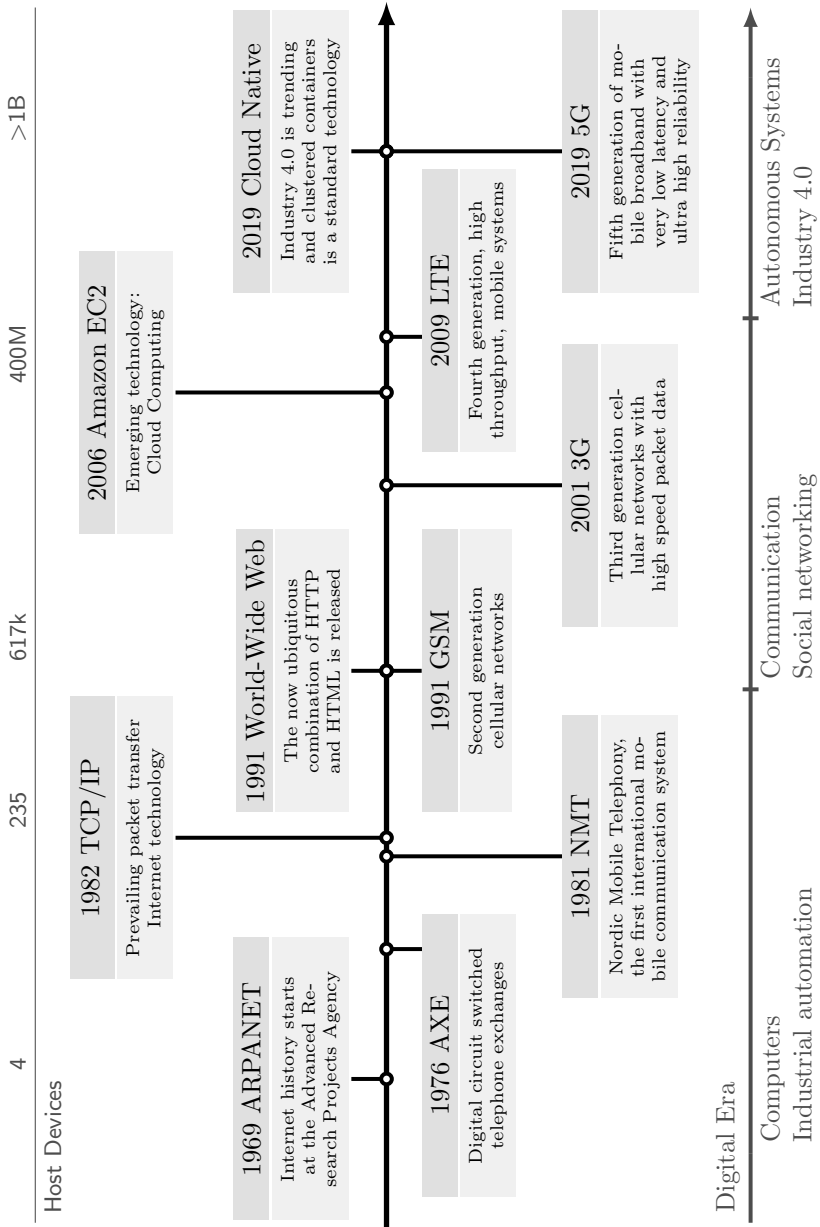 Host Devices
4
235
617k
400M
>1B
1982 TCP/IP
Prevailing packet transfer
Internet technology
2006 Amazon EC2
Emerging technology:
Cloud Computing
1969 ARPANET
Internet history starts
at the Advanced Re-
search Projects Agency
1991 World-Wide Web
The now ubiquitous
combination of HTTP
and HTML is released
2019 Cloud Native
Industry 4.0 is trending
and clustered containers
is a standard technology
1976 AXE
Digital circuit switched
telephone exchanges
1991 GSM
Second generation
cellular networks
2009 LTE
Fourth generation, high
throughput, mobile systems
1981 NMT
Nordic Mobile Telephony,
the first international mo-
bile communication system
2001 3G
Third generation cel-
lular networks with
high speed packet data
2019 5G
Fifth generation of mo-
bile broadband with
very low latency and
ultra high reliability
Digital Era
Computers
Industrial automation
Communication
Social networking
Autonomous Systems
Industry 4.0